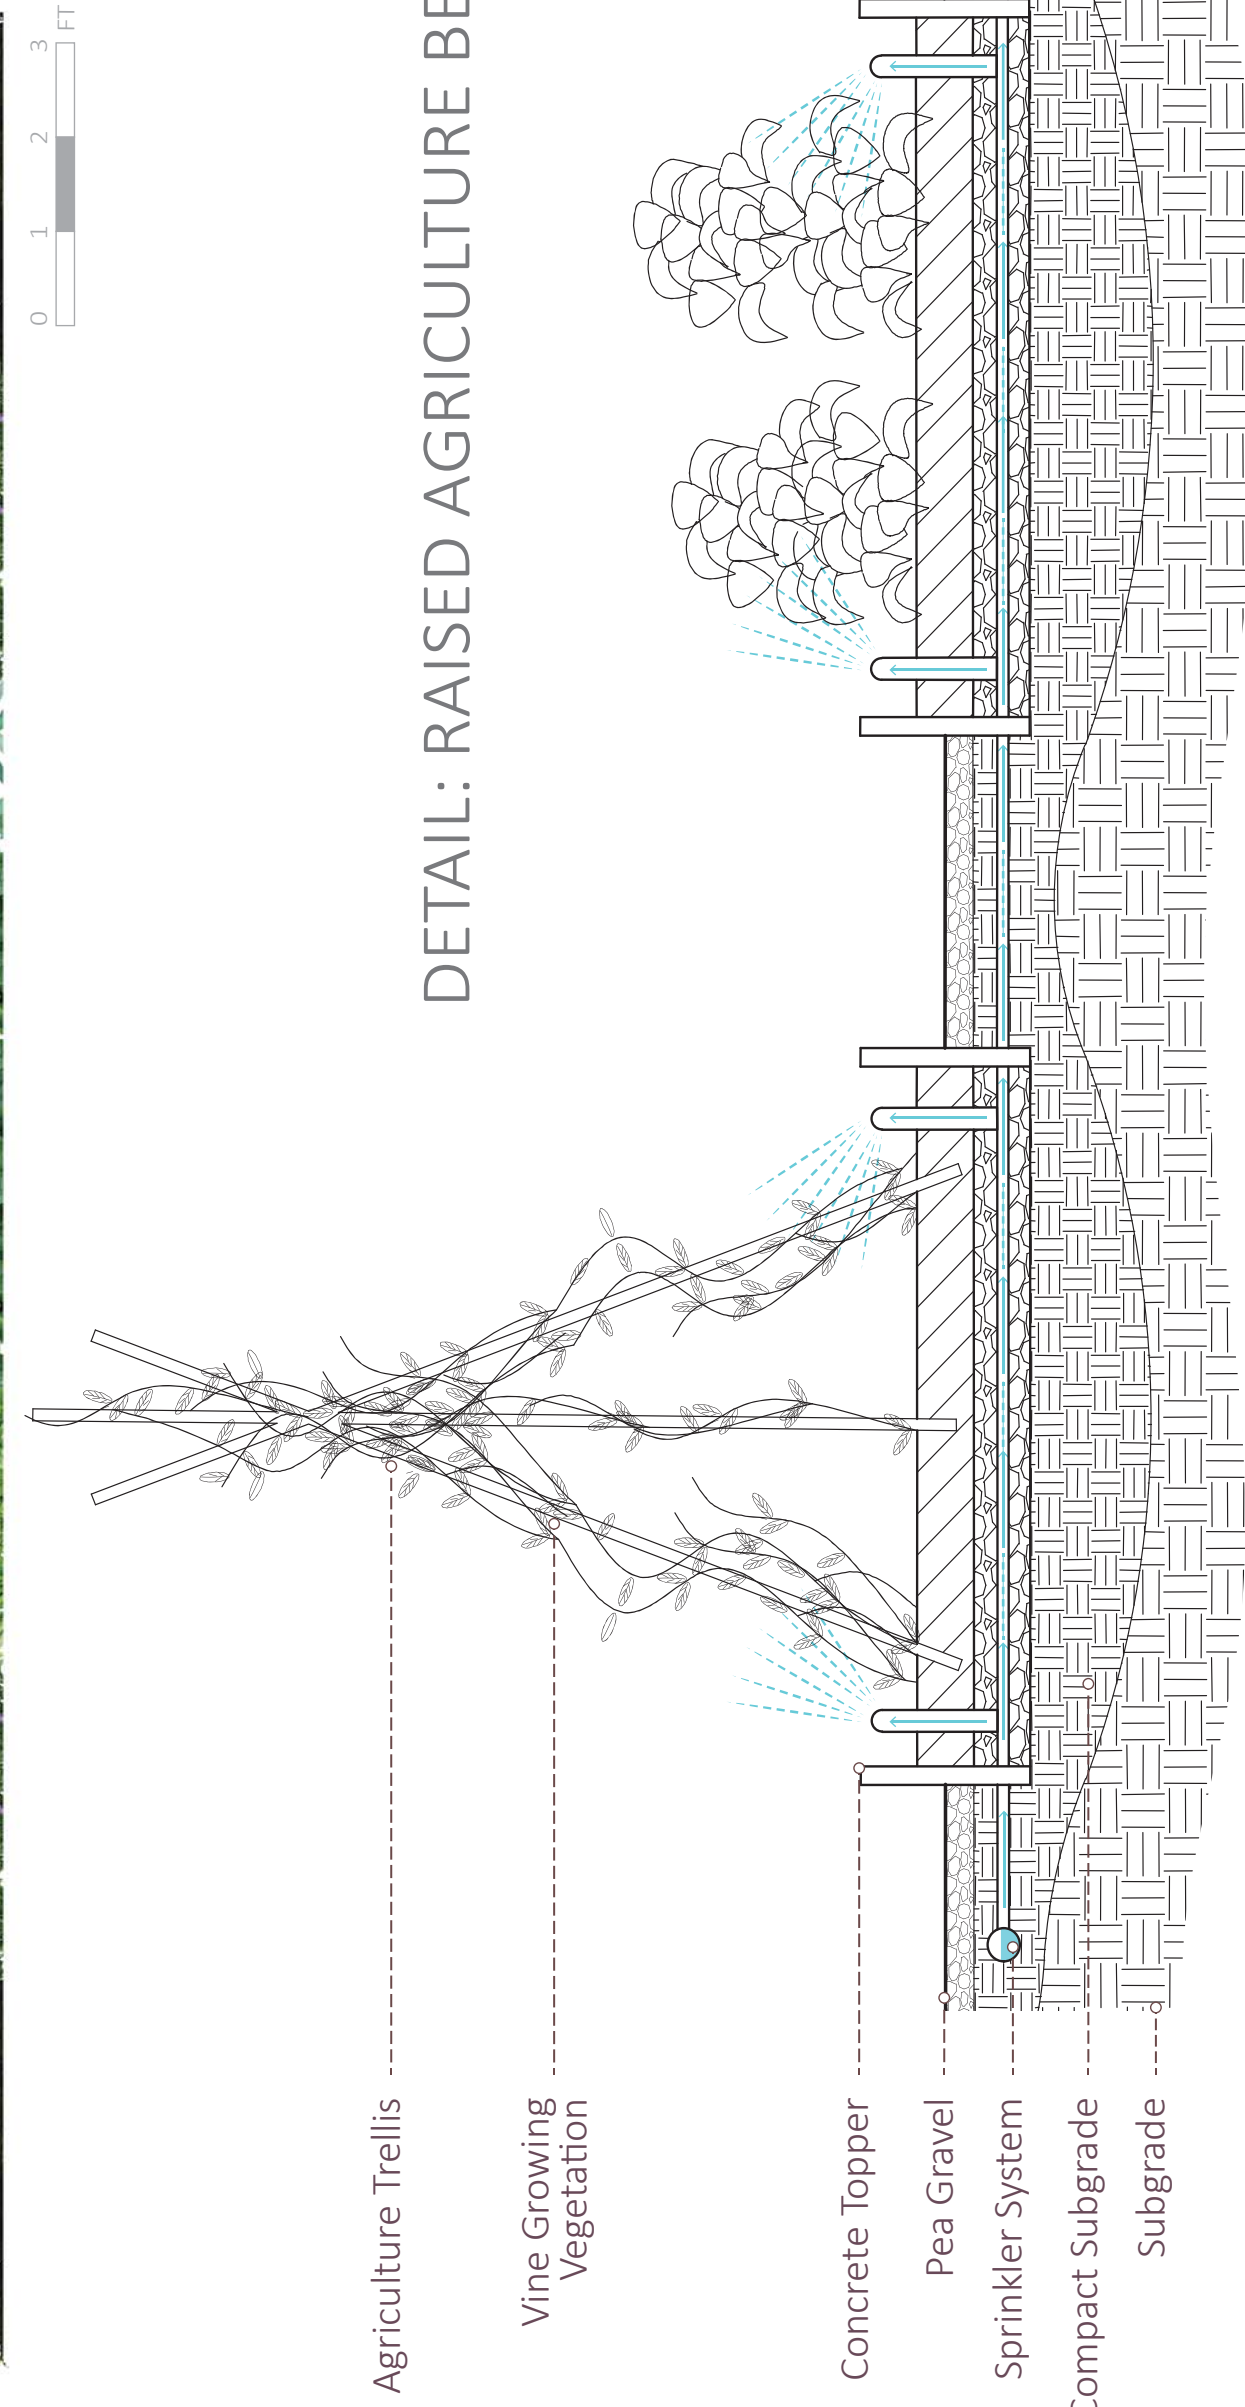 DETAIL: RAISED AGRICULTURE
0 1 2 3 FT
Agriculture Trellis
Vine Growing
Vegetation
Concrete Topper
Pea Gravel
Sprinkler System
Compact Subgrade
Subgrade